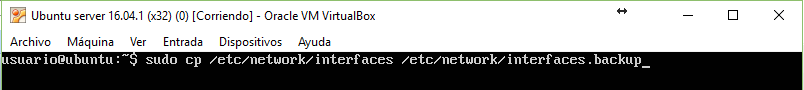 Ubuntu server 16.04.1 (x32) (0) [Corriendo] - Oracle VM VirtualBox
Archivo Máquina Ver Entrada Dispositivos Ayuda
usuario@ubuntu:~$ sudo cp /etc/network/interfaces /etc/network/interfaces.backup_